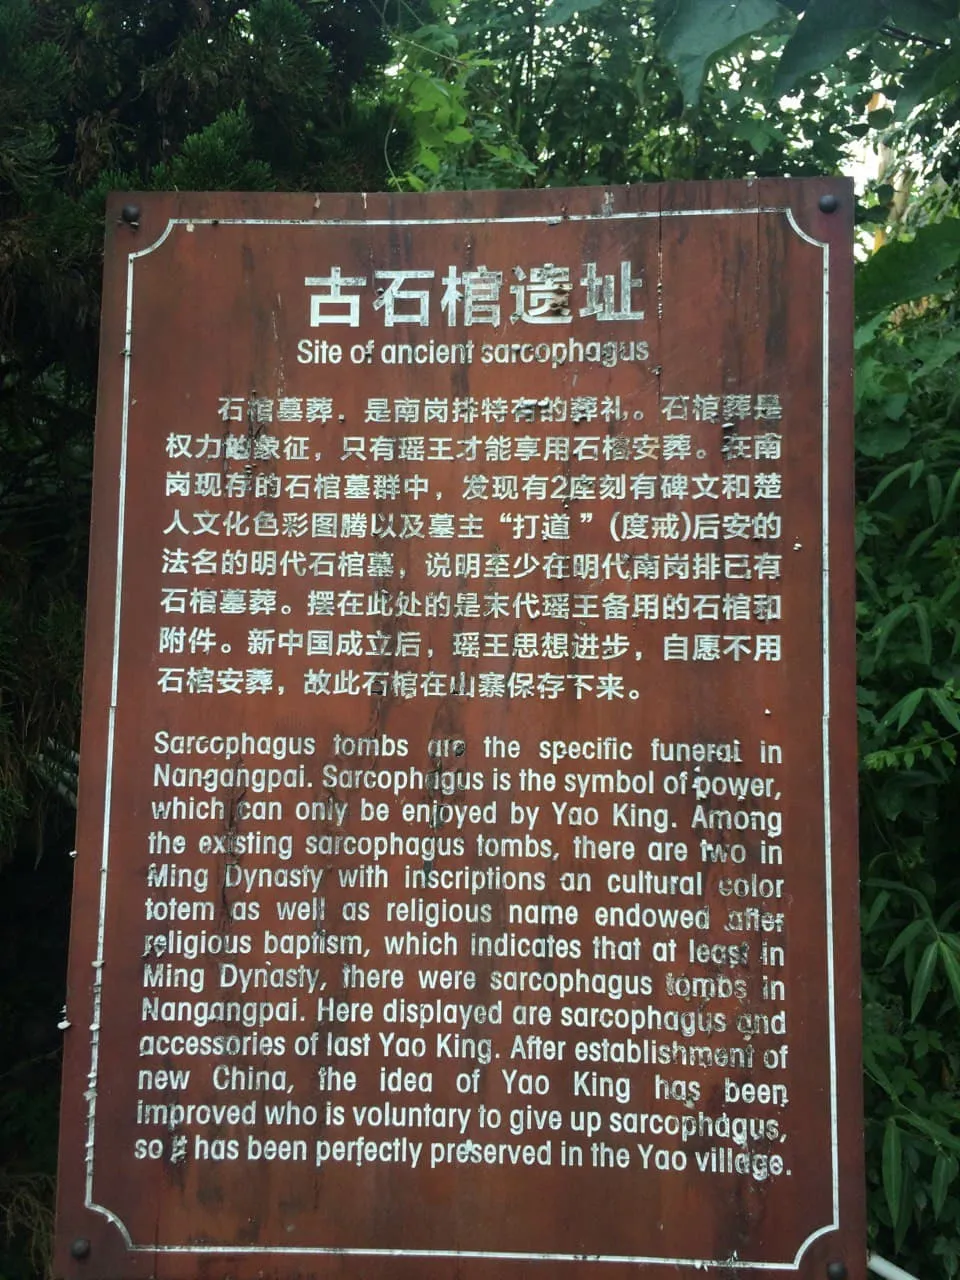 古石棺遗址
Site of ancient sarcophagus
石棺墓葬．是南岗排特有的葬礼。石棺葬是
权力的象征，只有瑶王才能享用石棺安葬。在南
岗现存的石棺墓群中，发现有2座刻有碑文和楚
人文化色彩图腾以及墓主“打道”(度戒)后安的
法名的明代石棺墓，说明至少在明代南岗排已有
石棺墓葬。摆在此处的是末代瑶王备用的石棺和
附件。新中国成立后，瑶王思想进步，自愿不用
石棺安葬，故此石棺在山寨保存下来。
Sarcophagus tombs are the specific funeral in
Nangangpai. Sarcophagus is the symbol of power,
which can only be enjoyed by Yao King. Among
the existing sarcophagus tombs, there are two in
Ming Dynasty with inscriptions an cultural color
totem as well as religious name endowed after
religious baptism, which indicates that at least in
Ming Dynasty, there were sarcophagus tombs in
Nangangpai. Here displayed are sarcophagus and
accessories of last Yao King. After establishment of
new China, the idea of Yao King has been
improved who is voluntary to give up sarcophagus,
so it has been perfectly preserved in the Yao village.